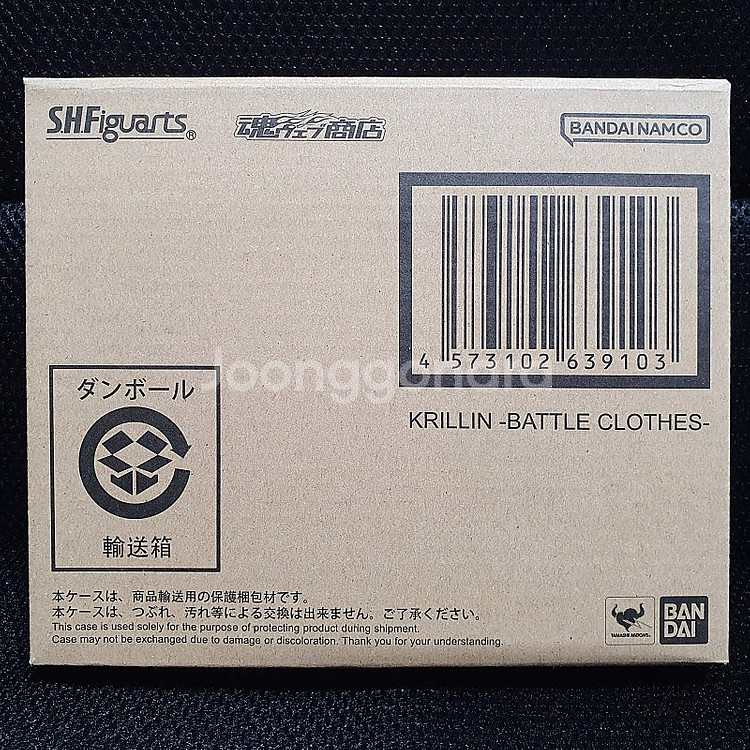 S.H.Figuarts®
魂ウェブ商店
BANDAI NAMCO
4 573102 639103
KRILLIN -BATTLE CLOTHES-
Joonggonara
ダンボール
輸送箱
本ケースは、商品輸送用の保護梱包材です。
本ケースは、つぶれ、汚れ等による交換は出来ません。ご了承ください。
This case is used solely for the purpose of protecting product during shipment.
Case may not be exchanged due to damage or discoloration. Thank you for your understanding.
TAMASHII NATIONS
BAN
DAI